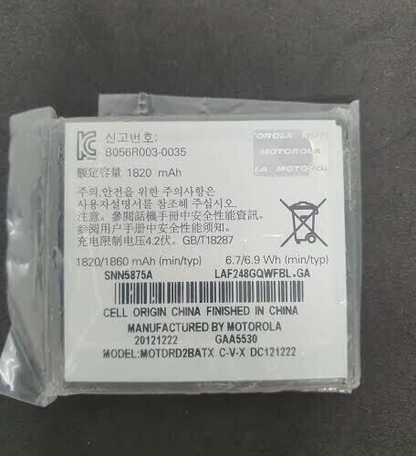 신고번호:
B056R003-0035
额定容量 1820 mAh
MOTOROLA
주의.안전을 위한 주의사항은
사용자설명서를 참조해 주십시오.
注意。參閱話機手冊中安全性能資訊。
参阅用户手册中安全性能须知。
充电限制电压4.2伏。GB/T18287
1820/1860 mAh (min/typ) 6.7/6.9 Wh (min/typ)
SNN5875A LAF248GQWFBL.GA
CELL ORIGIN CHINA FINISHED IN CHINA
MANUFACTURED BY MOTOROLA
20121222 GAA5530
MODEL:MOTDRD2BATX C-V-X DC121222